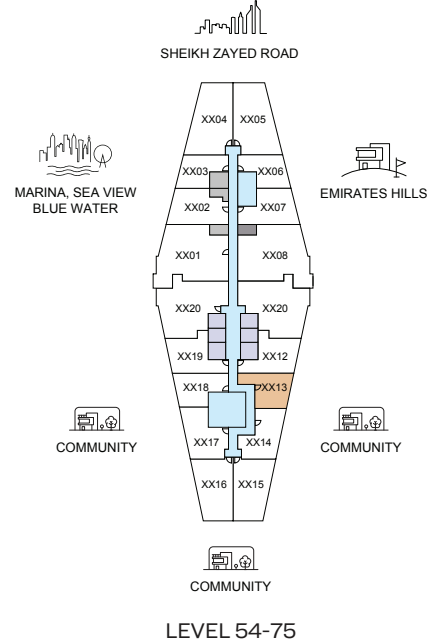 SHEIKH ZAYED ROAD
XX04 XX05
XX03 XX06
MARINA, SEA VIEW
BLUE WATER
EMIRATES HILLS
XX02 XX07
XX01 XX08
XX20 XX20
XX19 XX12
XX18 XX13
COMMUNITY
XX17 XX14
COMMUNITY
XX16 XX15
COMMUNITY
LEVEL 54-75